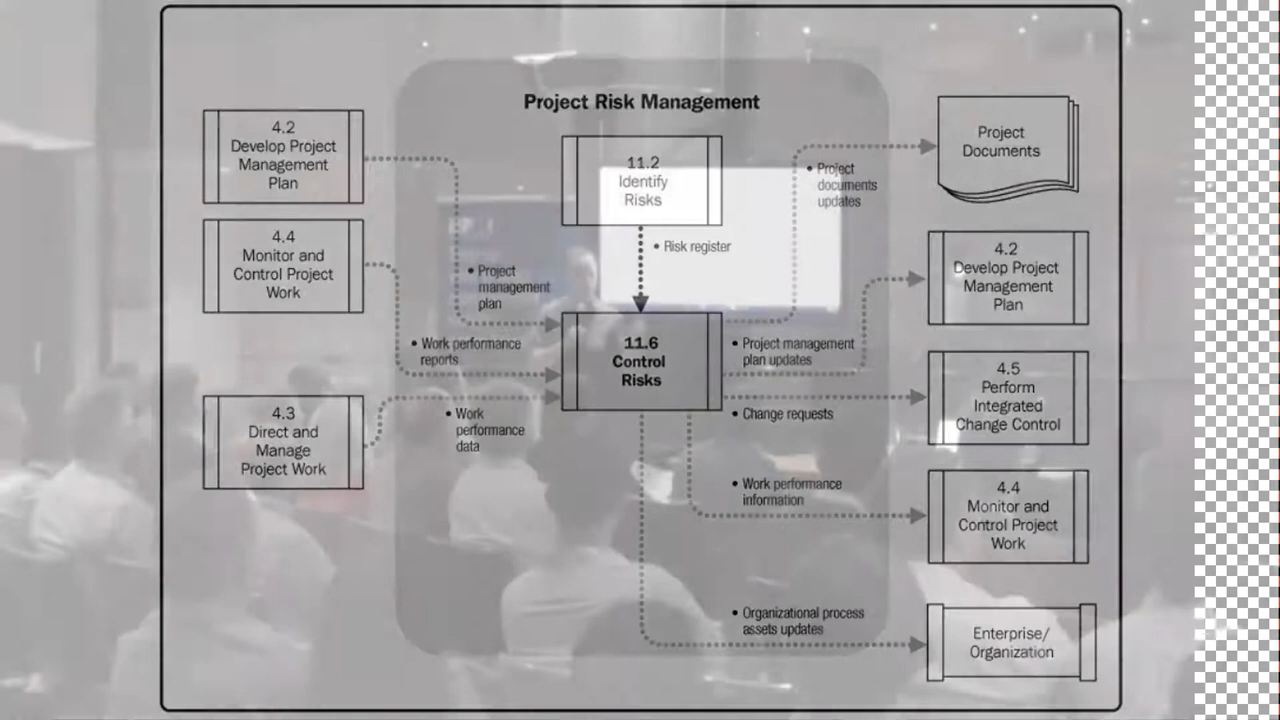 Project Risk Management
4.2
Develop Project
Management
Plan
4.4
Monitor and
Control Project
Work
4.3
Direct and
Manage
Project Work
11.2
Identify
Risks
• Risk register
• Project
management
plan
• Work performance
reports
• Work
performance
data
11.6
Control
Risks
• Project
documents
updates
• Project management
plan updates
• Change requests
• Work performance
information
• Organizational process
assets updates
Project
Documents
4.2
Develop Project
Management
Plan
4.5
Perform
Integrated
Change Control
4.4
Monitor and
Control Project
Work
Enterprise/
Organization